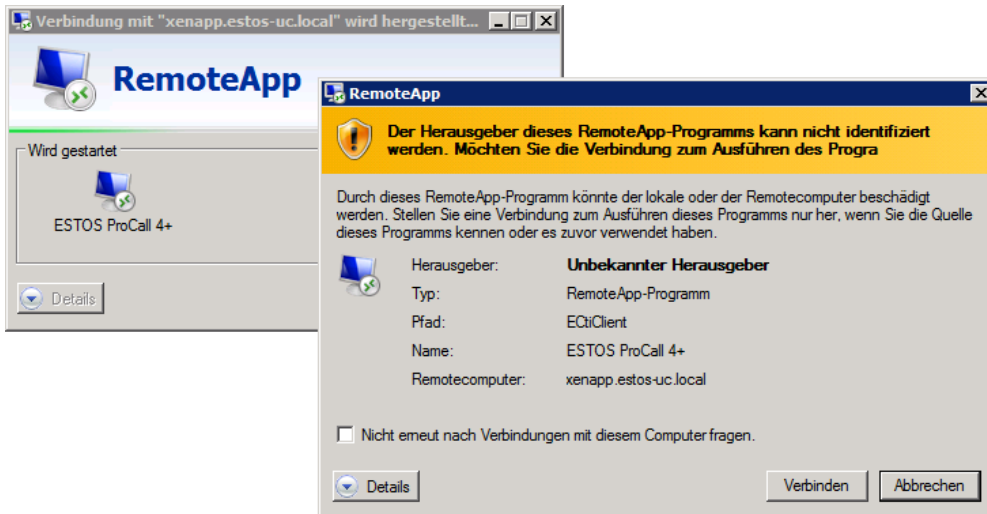 Verbindung mit "xenapp.estos-uc.local" wird hergestellt...
RemoteApp
Wird gestartet
ESTOS ProCall 4+
Details
RemoteApp
Der Herausgeber dieses RemoteApp-Programms kann nicht identifiziert
werden. Möchten Sie die Verbindung zum Ausführen des Progra
Durch dieses RemoteApp-Programm könnte der lokale oder der Remotecomputer beschädigt
werden. Stellen Sie eine Verbindung zum Ausführen dieses Programms nur her, wenn Sie die Quelle
dieses Programms kennen oder es zuvor verwendet haben.
Herausgeber: Unbekannter Herausgeber
Typ: RemoteApp-Programm
Pfad: ECtiClient
Name: ESTOS ProCall 4+
Remotecomputer: xenapp.estos-uc.local
Nicht erneut nach Verbindungen mit diesem Computer fragen.
Details Verbinden Abbrechen